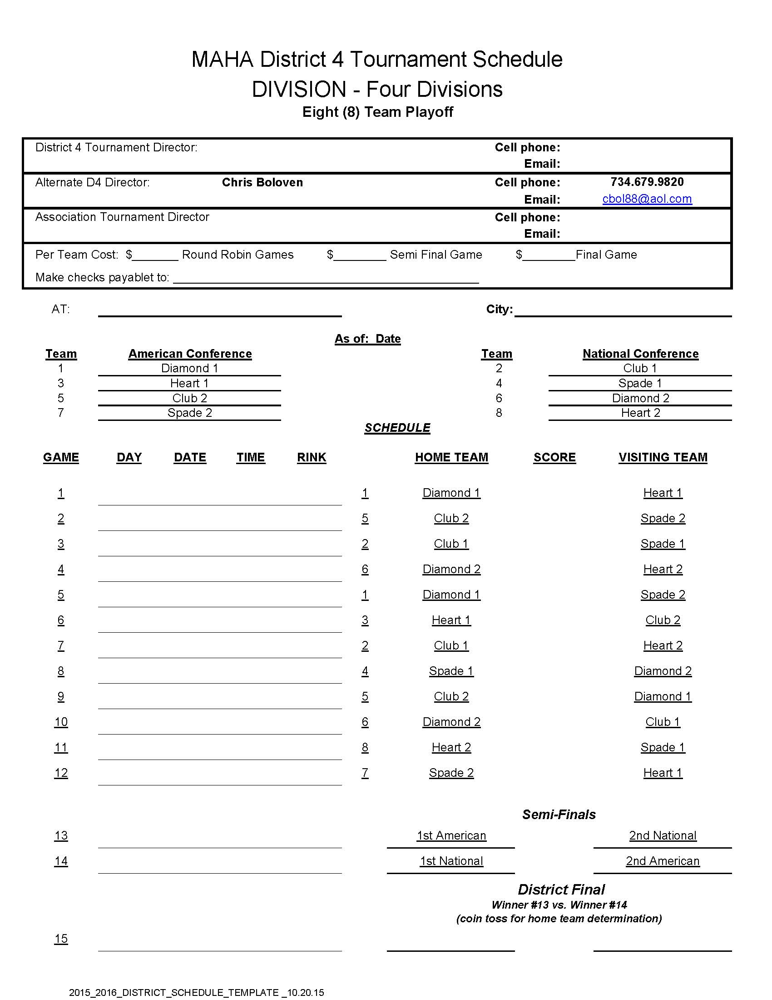 MAHA District 4 Tournament Schedule
DIVISION - Four Divisions
Eight (8) Team Playoff
District 4 Tournament Director: Cell phone:
Email:
Alternate D4 Director: Chris Boloven Cell phone: 734.679.9820
Email: cbol88@aol.com
Association Tournament Director Cell phone:
Email:
Per Team Cost: $_______ Round Robin Games $________ Semi Final Game $________Final Game
Make checks payablet to: ______________________________________________
AT: City:
As of: Date
Team American Conference Team National Conference
1 Diamond 1 2 Club 1
3 Heart 1 4 Spade 1
5 Club 2 6 Diamond 2
7 Spade 2 8 Heart 2
SCHEDULE
GAME DAY DATE TIME RINK HOME TEAM SCORE VISITING TEAM
1 1 Diamond 1 Heart 1
2 5 Club 2 Spade 2
3 2 Club 1 Spade 1
4 6 Diamond 2 Heart 2
5 1 Diamond 1 Spade 2
6 3 Heart 1 Club 2
7 2 Club 1 Heart 2
8 4 Spade 1 Diamond 2
9 5 Club 2 Diamond 1
10 6 Diamond 2 Club 1
11 8 Heart 2 Spade 1
12 7 Spade 2 Heart 1
Semi-Finals
13 1st American 2nd National
14 1st National 2nd American
District Final
Winner #13 vs. Winner #14
(coin toss for home team determination)
15
2015_2016_DISTRICT_SCHEDULE_TEMPLATE _10.20.15